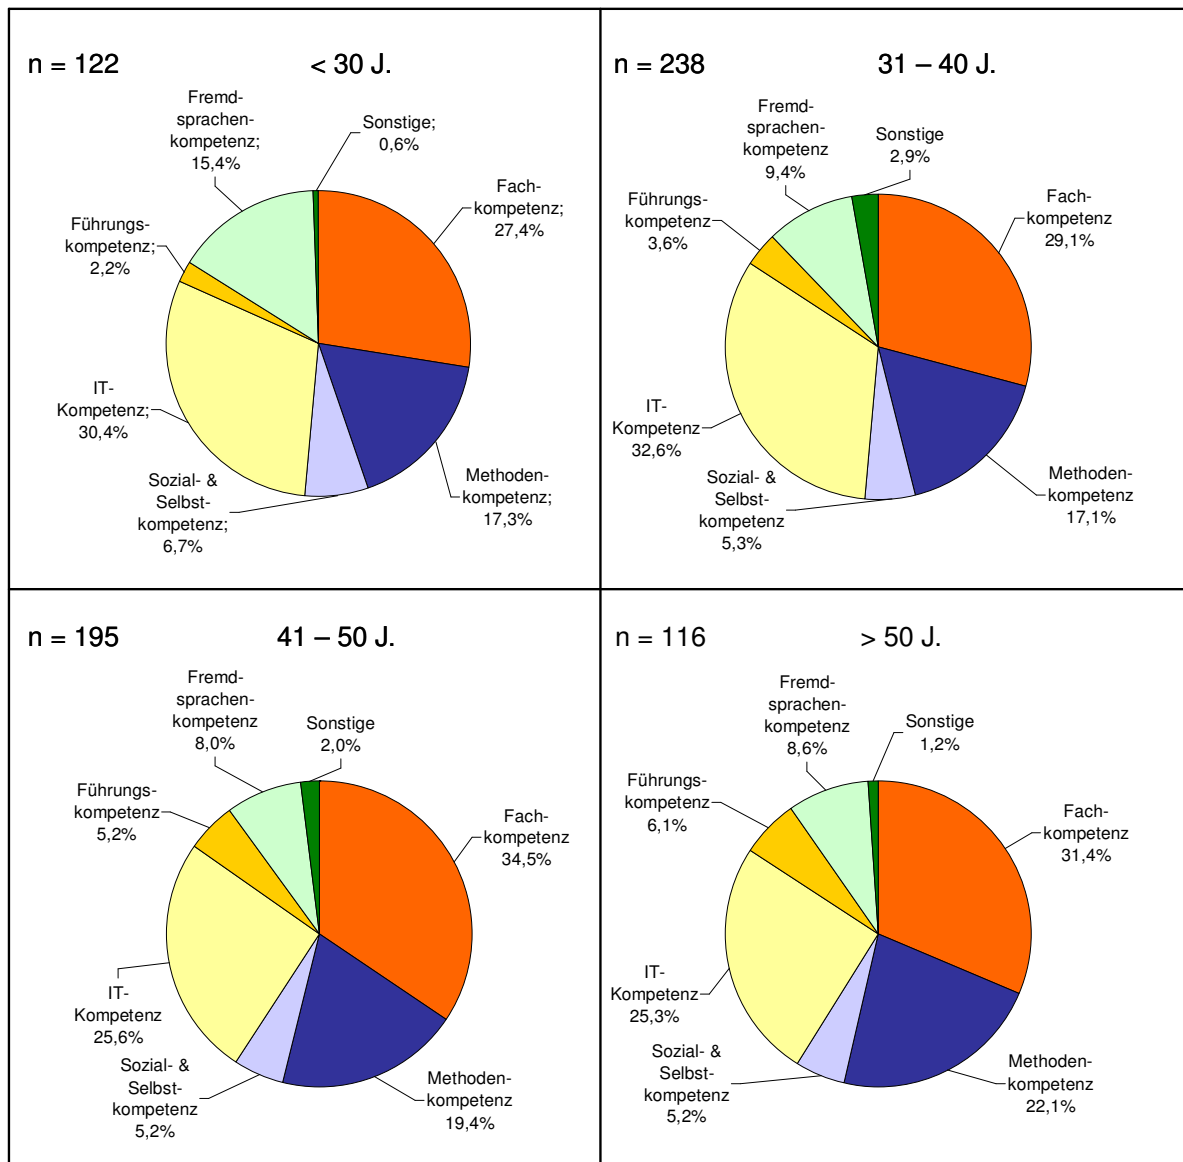 n = 122
< 30 J.
Fremd-
sprachen-
kompetenz;
15,4%
Sonstige;
0,6%
Fach-
kompetenz;
27,4%
Führungs-
kompetenz;
2,2%
IT-
Kompetenz;
30,4%
Sozial- &
Selbst-
kompetenz;
6,7%
Methoden-
kompetenz;
17,3%
n = 238
31 – 40 J.
Fremd-
sprachen-
kompetenz
9,4%
Sonstige
2,9%
Fach-
kompetenz
29,1%
Führungs-
kompetenz
3,6%
IT-
Kompetenz
32,6%
Sozial- &
Selbst-
kompetenz
5,3%
Methoden-
kompetenz
17,1%
n = 195
41 – 50 J.
Fremd-
sprachen-
kompetenz
8,0%
Sonstige
2,0%
Führungs-
kompetenz
5,2%
Fach-
kompetenz
34,5%
IT-
Kompetenz
25,6%
Sozial- &
Selbst-
kompetenz
5,2%
Methoden-
kompetenz
19,4%
n = 116
> 50 J.
Fremd-
sprachen-
kompetenz
8,6%
Sonstige
1,2%
Führungs-
kompetenz
6,1%
Fach-
kompetenz
31,4%
IT-
Kompetenz
25,3%
Sozial- &
Selbst-
kompetenz
5,2%
Methoden-
kompetenz
22,1%